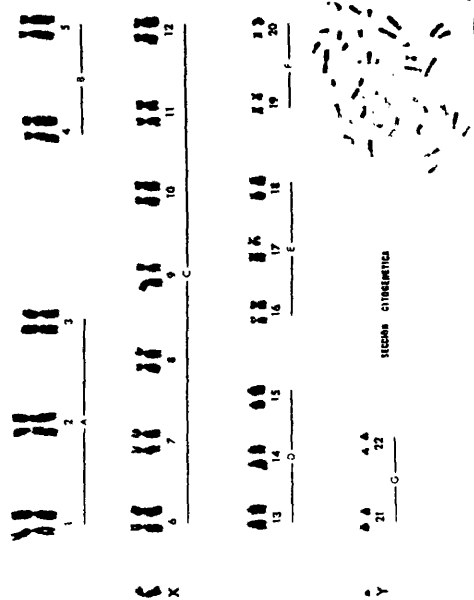 1 2 3 4 5
A B
X 6 7 8 9 10 11 12
C
13 14 15 16 17 18 19 20
D E F
Y 21 22
G
SECCION CITOGENETICA